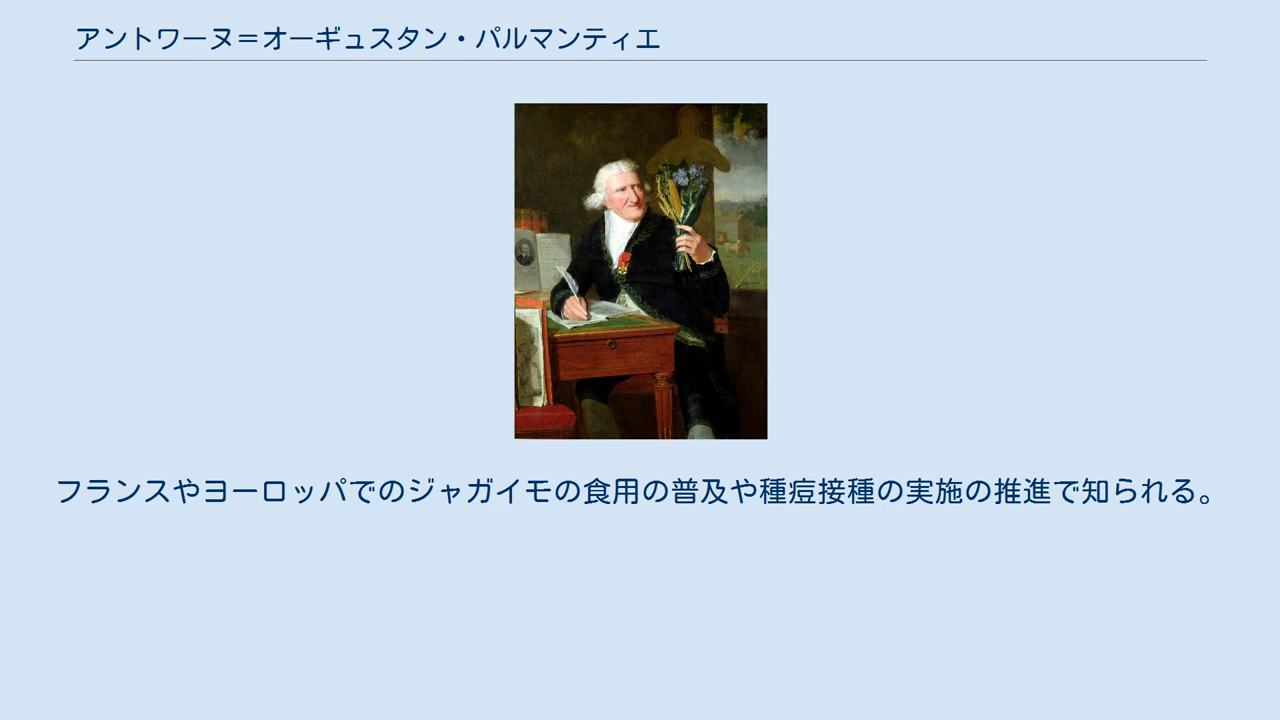 アントワーヌ＝オーギュスタン・パルマンティエ
フランスやヨーロッパでのジャガイモの食用の普及や種痘接種の実施の推進で知られる。